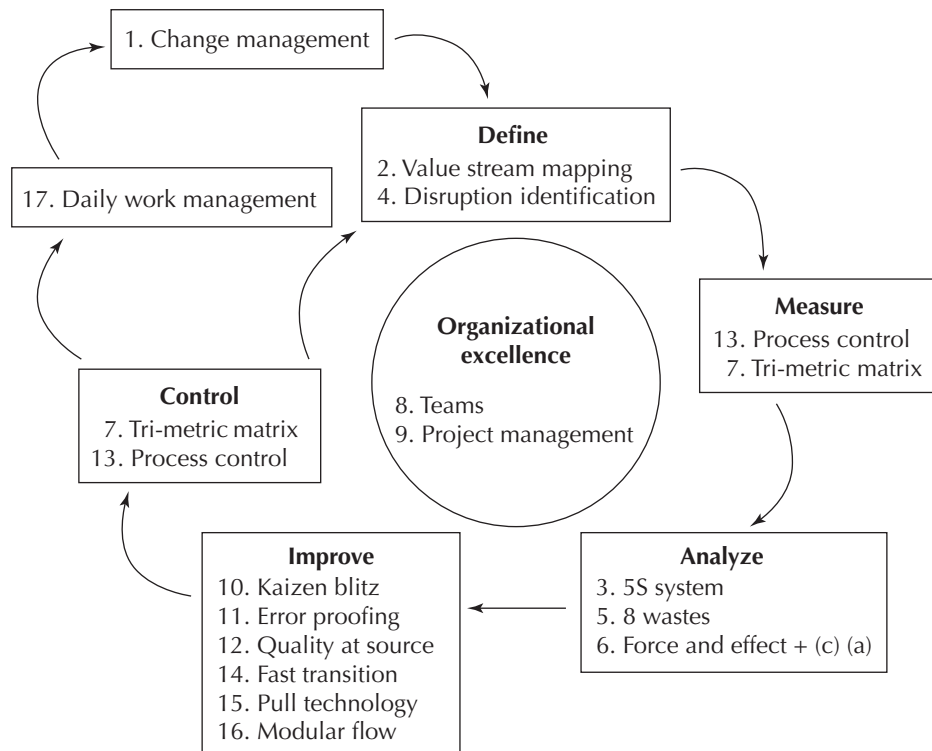 1. Change management
Define
2. Value stream mapping
4. Disruption identification
17. Daily work management
Measure
13. Process control
7. Tri-metric matrix
Organizational
excellence
8. Teams
9. Project management
Control
7. Tri-metric matrix
13. Process control
Improve
10. Kaizen blitz
11. Error proofing
12. Quality at source
14. Fast transition
15. Pull technology
16. Modular flow
Analyze
3. 5S system
5. 8 wastes
6. Force and effect + (c) (a)